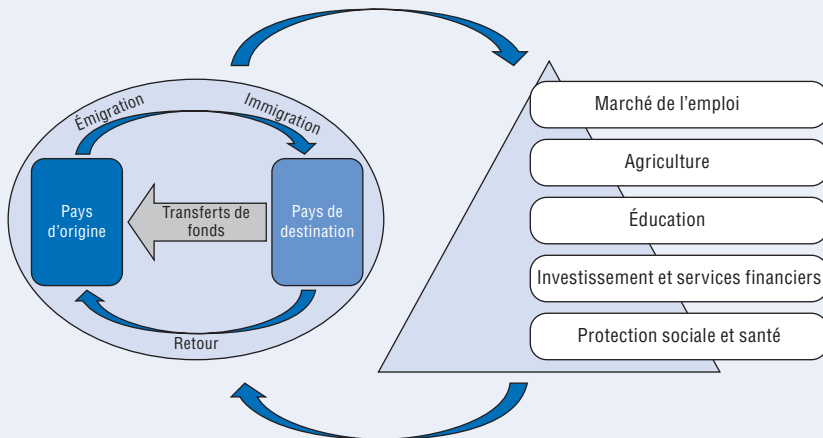 Émigration
Immigration
Pays
d'origine
Transferts de
fonds
Pays de
destination
Retour
Marché de l'emploi
Agriculture
Éducation
Investissement et services financiers
Protection sociale et santé